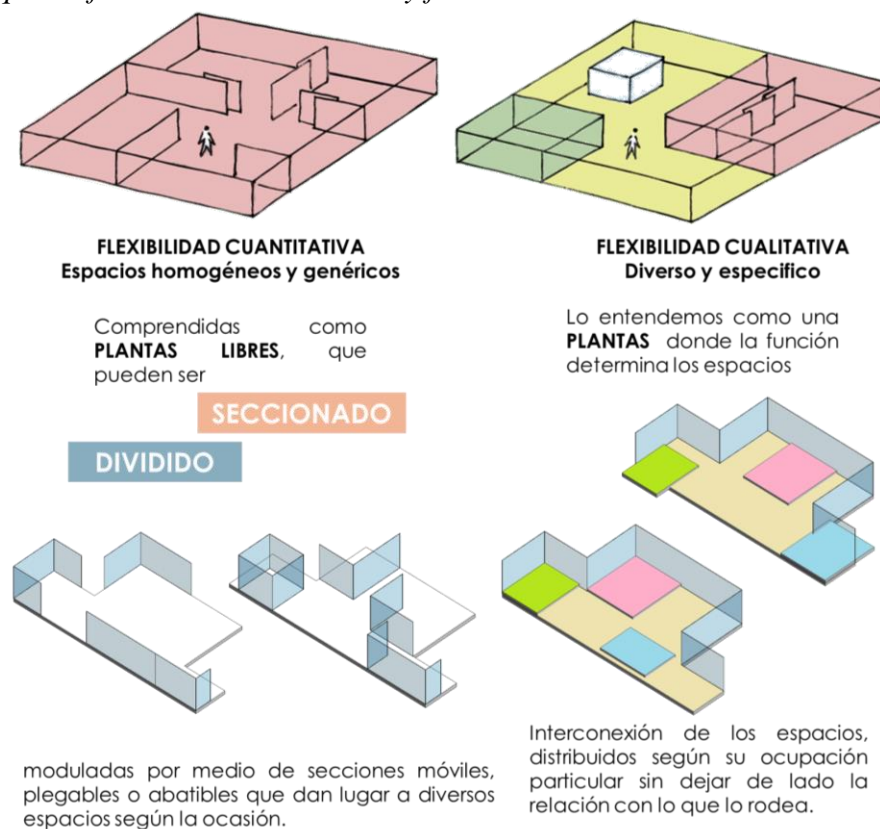 FLEXIBILIDAD CUANTITATIVA
Espacios homogéneos y genéricos
Comprendidas como
PLANTAS LIBRES, que
pueden ser
SECCIONADO
DIVIDIDO
moduladas por medio de secciones móviles,
plegables o abatibles que dan lugar a diversos
espacios según la ocasión.
FLEXIBILIDAD CUALITATIVA
Diverso y especifico
Lo entendemos como una
PLANTAS donde la función
determina los espacios
Interconexión de los espacios,
distribuidos según su ocupación
particular sin dejar de lado la
relación con lo que lo rodea.